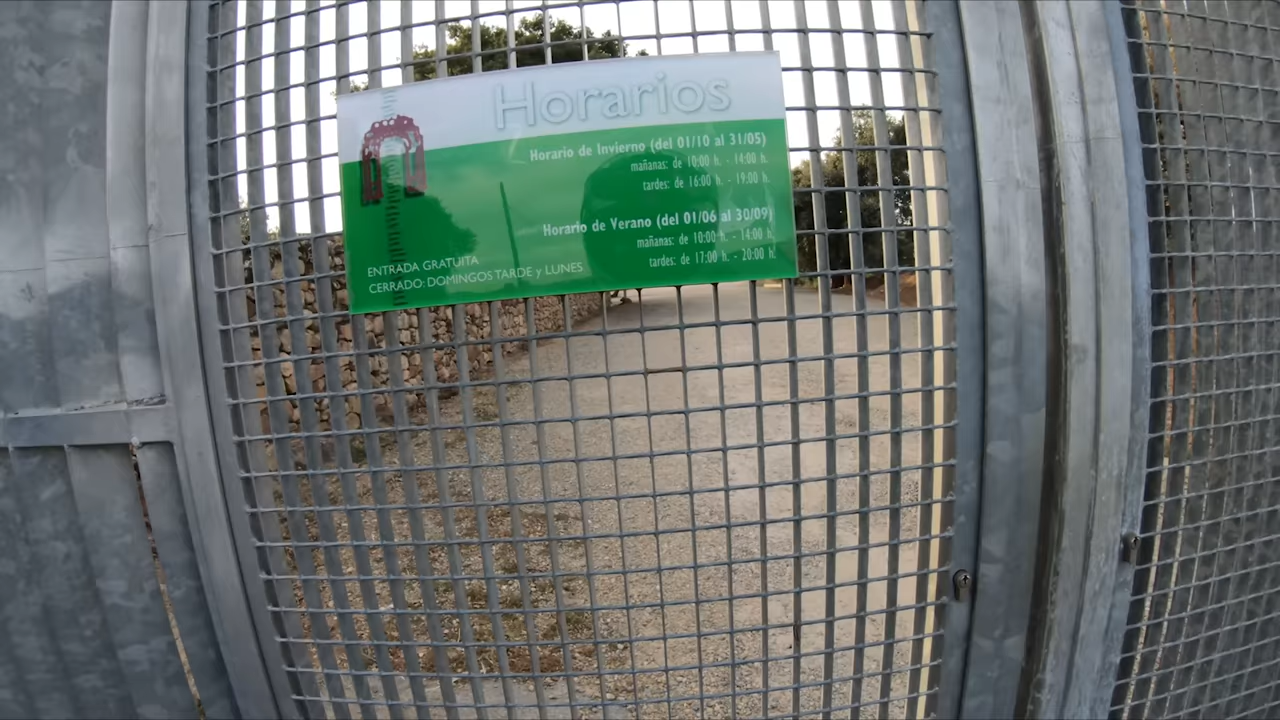 Horarios
Horario de Invierno (del 01/10 al 31/05)
mañanas: de 10:00 h. - 14:00 h.
tardes: de 16:00 h. - 19:00 h.
Horario de Verano (del 01/06 al 30/09)
mañanas: de 10:00 h. - 14:00 h.
tardes: de 17:00 h. - 20:00 h.
ENTRADA GRATUITA
CERRADO: DOMINGOS TARDE y LUNES